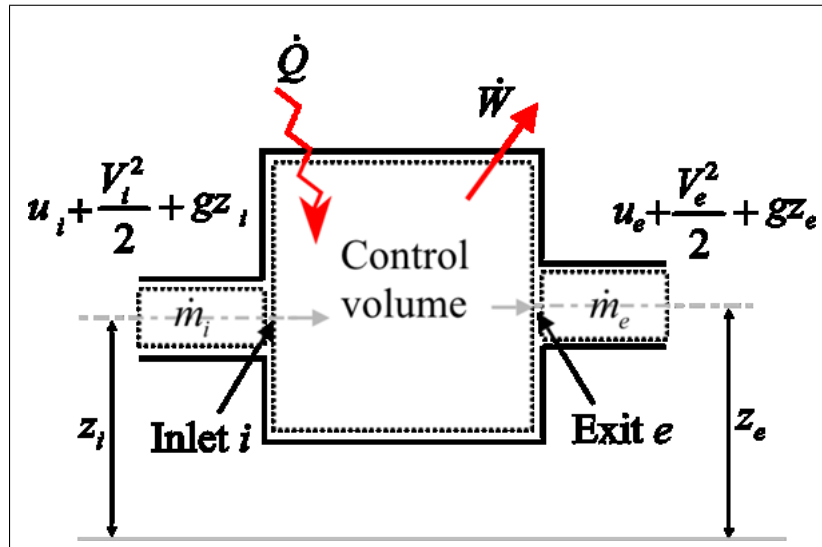 Q̇
Ẇ
u_i + V_i^2/2 + gz_i
u_e + V_e^2/2 + gz_e
Control
volume
ṁ_i
ṁ_e
z_i
Inlet i
Exit e
z_e